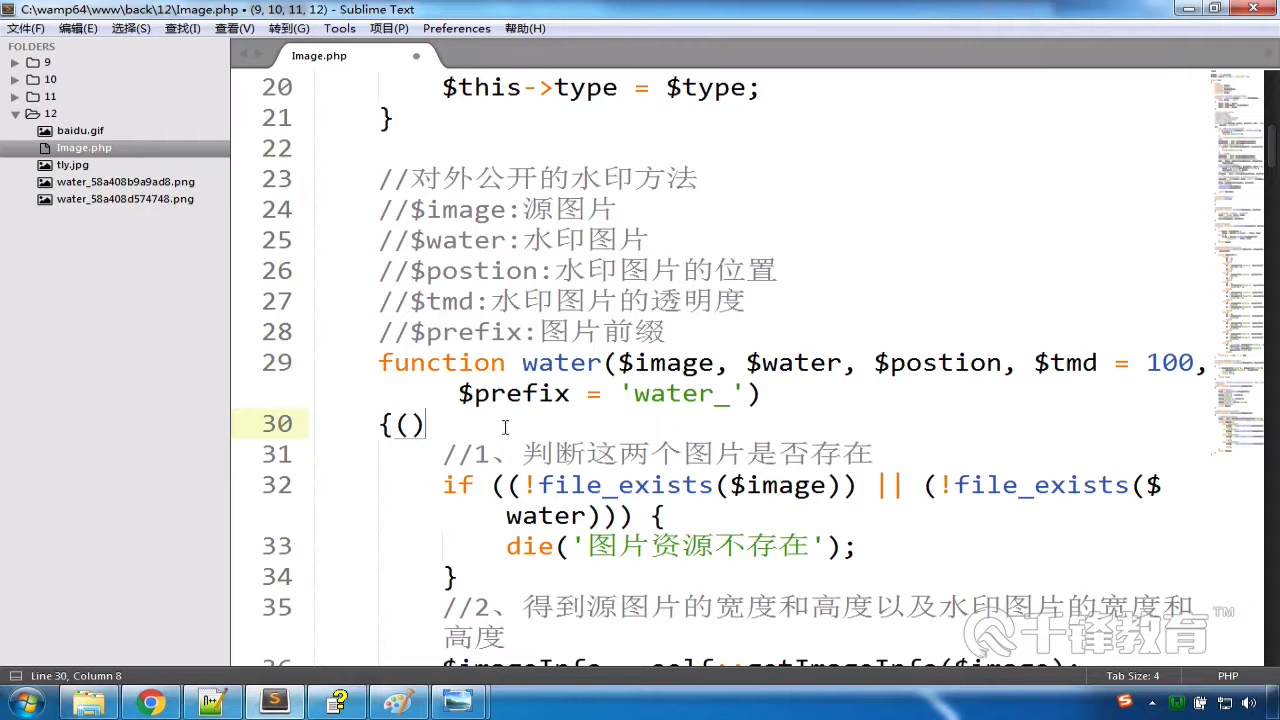 C:\wamp64\www\back\12\Image.php • (9, 10, 11, 12) - Sublime Text
文件(F) 编辑(E) 选择(S) 查找(I) 查看(V) 转到(G) Tools 项目(P) Preferences 帮助(H)
FOLDERS
9
10
11
12
baidu.gif
Image.php
tly.jpg
water_58a408b9a9ad8.png
water_58a408d574748.png
Image.php
20 $this->type = $type;
21 }
22
23 //对外公开的水印方法
24 //$image:源图片
25 //$water:水印图片
26 //$postion:水印图片的位置
27 //$tmd:水印图片的透明度
28 //$prefix:图片前缀
29 function water($image, $water, $postion, $tmd = 100,
$prefix = 'water_')
30 {()
31 //1、判断这两个图片是否存在
32 if ((!file_exists($image)) || (!file_exists($
water))) {
33 die('图片资源不存在');
34 }
35 //2、得到源图片的宽度和高度以及水印图片的宽度和
高度
36 $imageInfo = self::getImageInfo($image);
千锋教育™
Line 30, Column 8
Tab Size: 4
PHP